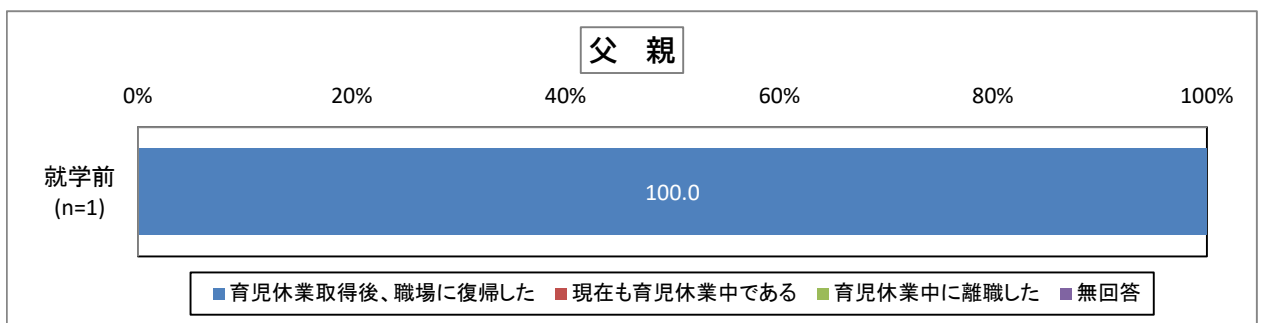 父　親
0% 20% 40% 60% 80% 100%
就学前
(n=1)
100.0
育児休業取得後、職場に復帰した 現在も育児休業中である 育児休業中に離職した 無回答